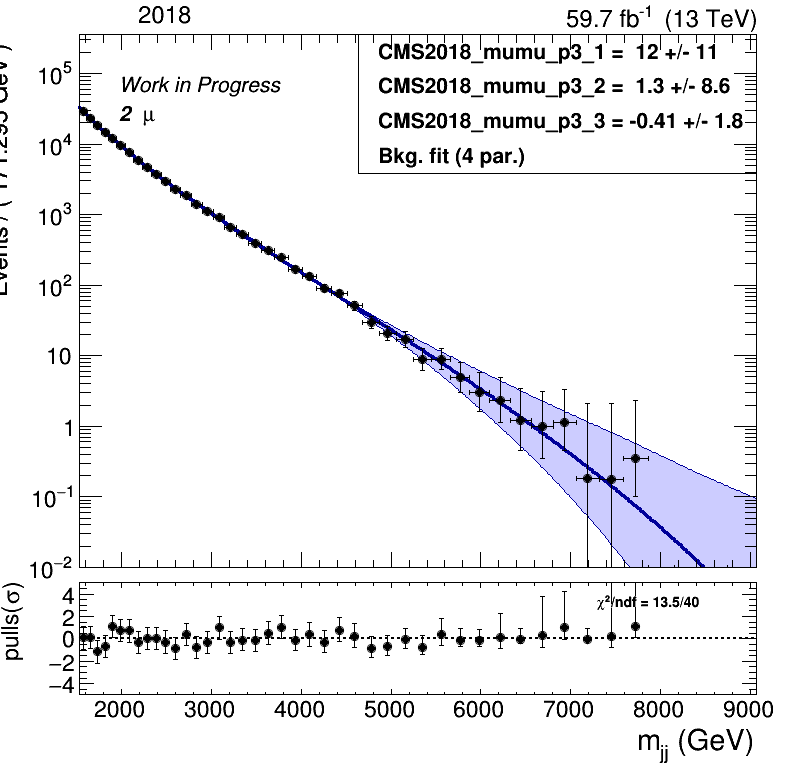 2018
59.7 fb⁻¹ (13 TeV)
CMS2018_mumu_p3_1 = 12 +/- 11
CMS2018_mumu_p3_2 = 1.3 +/- 8.6
CMS2018_mumu_p3_3 = -0.41 +/- 1.8
Bkg. fit (4 par.)
Work in Progress
2 μ
Events / (
10⁵
10⁴
10³
10²
10
1
10⁻¹
10⁻²
pulls(σ)
4
2
0
−2
−4
χ²/ndf = 13.5/40
2000 3000 4000 5000 6000 7000 8000 9000
m_jj (GeV)